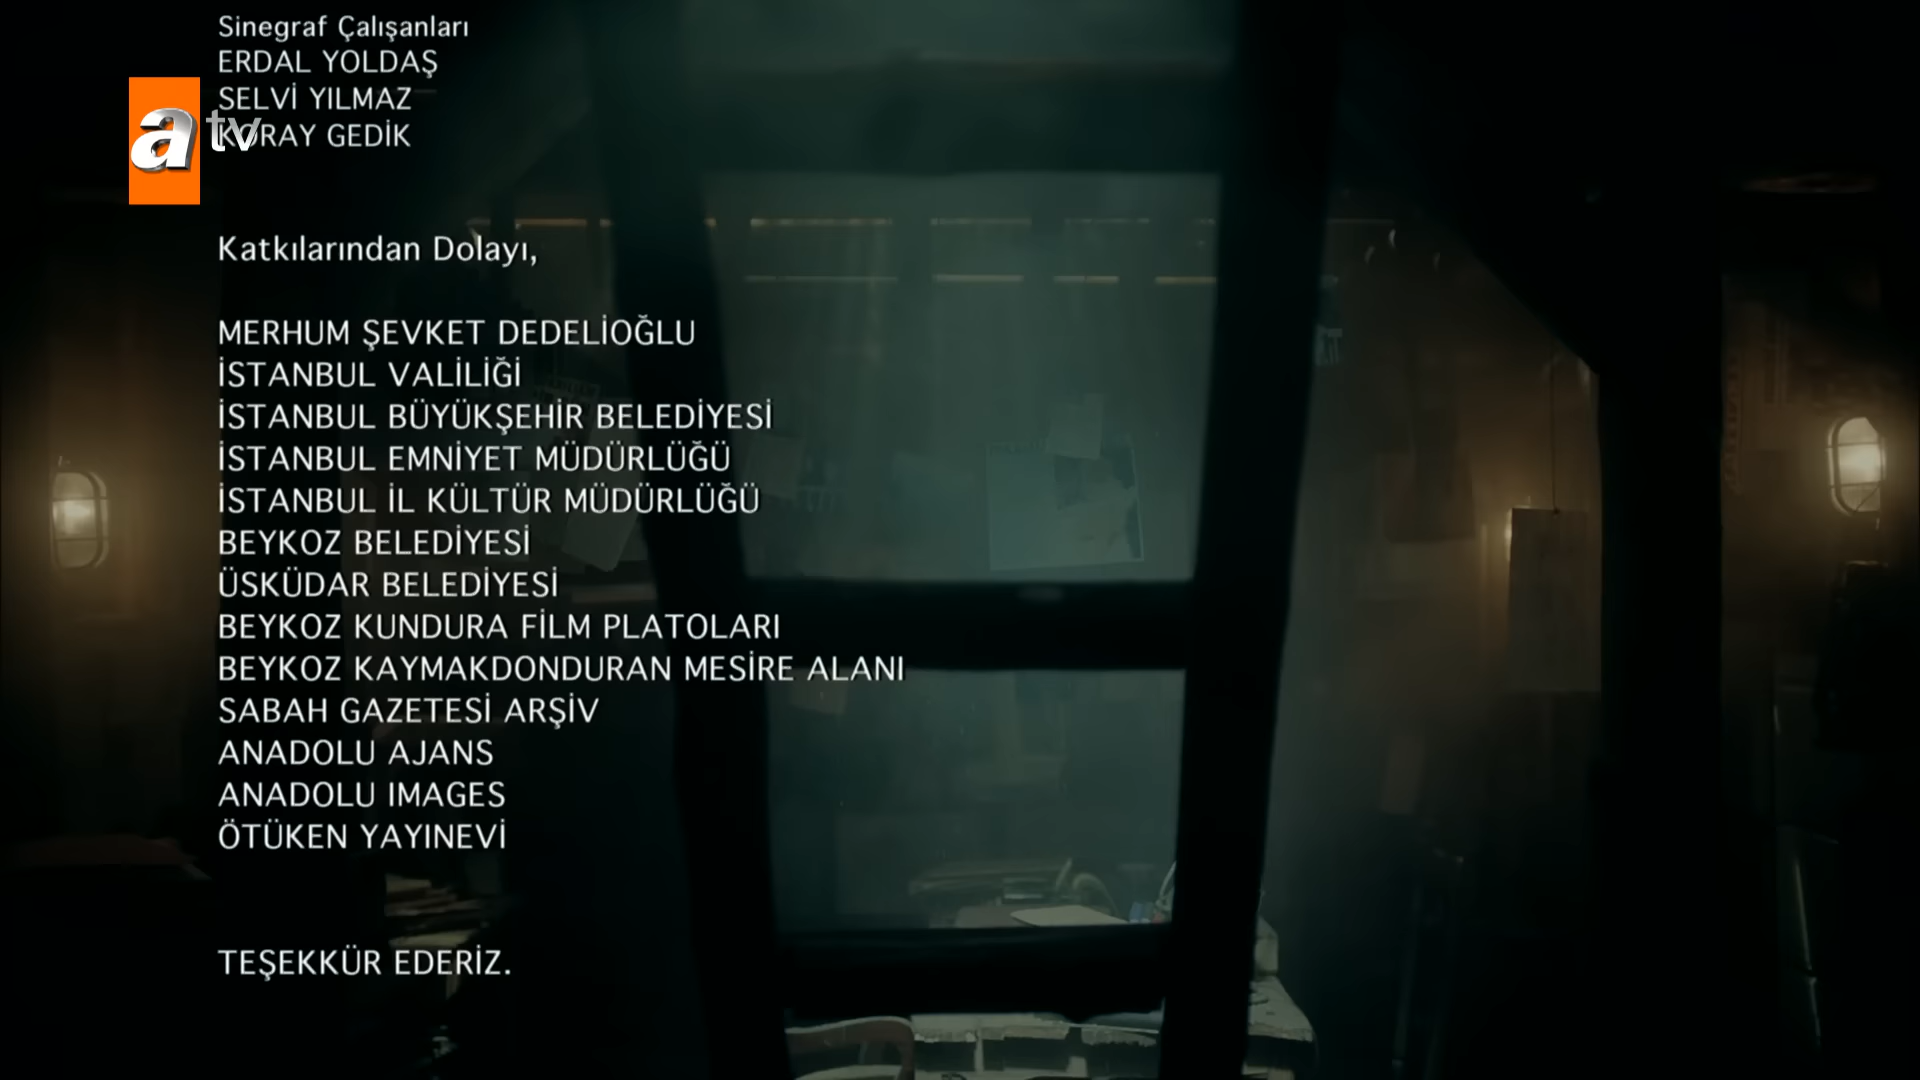 Sinegraf Çalışanları
ERDAL YOLDAŞ
SELVİ YILMAZ
KORAY GEDİK
atv
Katkılarından Dolayı,
MERHUM ŞEVKET DEDELİOĞLU
İSTANBUL VALİLİĞİ
İSTANBUL BÜYÜKŞEHİR BELEDİYESİ
İSTANBUL EMNİYET MÜDÜRLÜĞÜ
İSTANBUL İL KÜLTÜR MÜDÜRLÜĞÜ
BEYKOZ BELEDİYESİ
ÜSKÜDAR BELEDİYESİ
BEYKOZ KUNDURA FİLM PLATOLARI
BEYKOZ KAYMAKDONDURAN MESİRE ALANI
SABAH GAZETESİ ARŞİV
ANADOLU AJANS
ANADOLU IMAGES
ÖTÜKEN YAYINEVİ
TEŞEKKÜR EDERİZ.